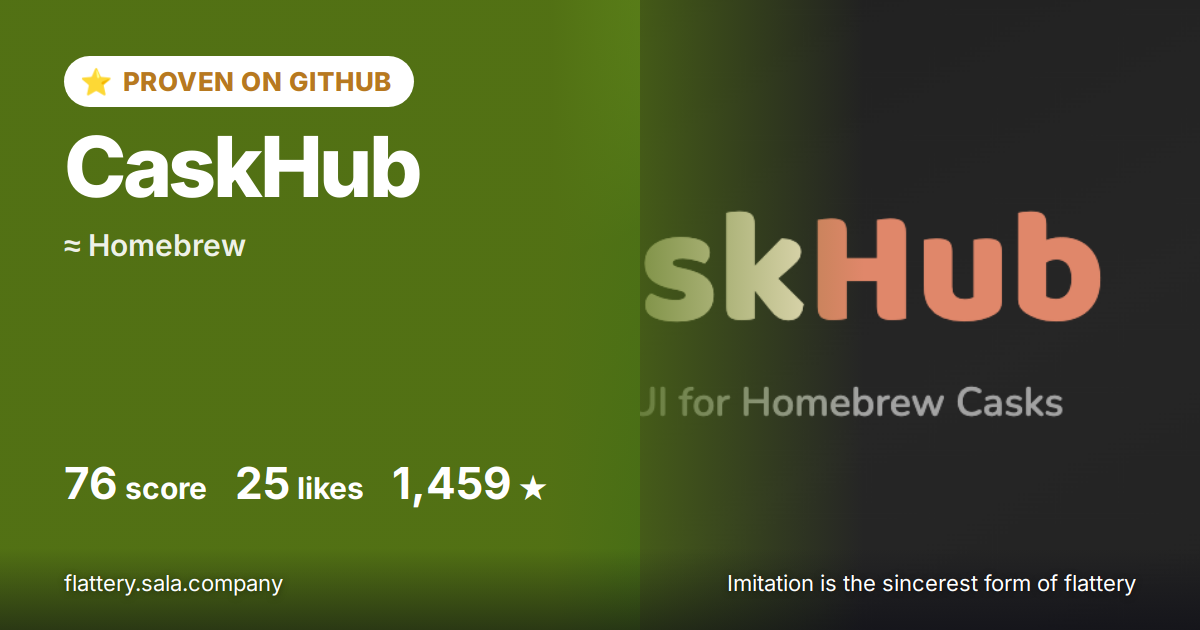 ⭐ PROVEN ON GITHUB
CaskHub
≈ Homebrew
skHub
UI for Homebrew Casks
76 score 25 likes 1,459 ★
flattery.sala.company
Imitation is the sincerest form of flattery